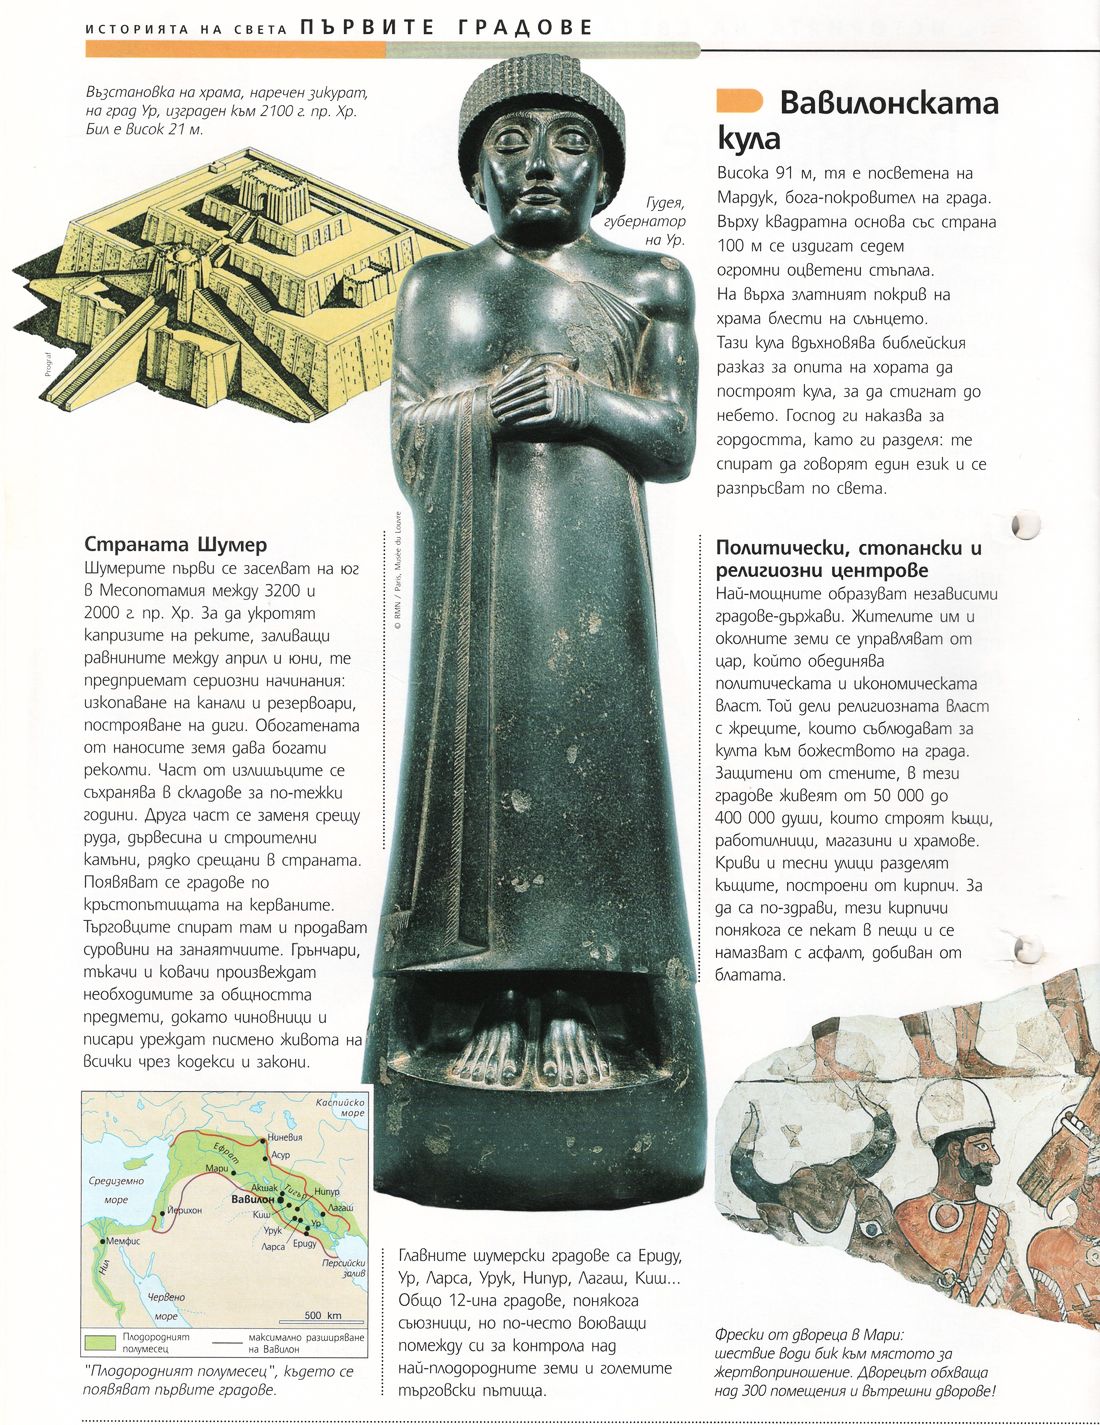 ИСТОРИЯТА НА СВЕТА ПЪРВИТЕ ГРАДОВЕ
Възстановка на храма, наречен зикурат,
на град Ур, изграден към 2100 г. пр. Хр.
Бил е висок 21 м.
Prograf
Гудея,
губернатор
на Ур.
© RMN / Paris, Musée du Louvre
Вавилонската
кула
Висока 91 м, тя е посветена на
Мардук, бога-покровител на града.
Върху квадратна основа със страна
100 м се издигат седем
огромни оцветени стъпала.
На върха златният покрив на
храма блести на слънцето.
Тази кула вдъхновява библейския
разказ за опита на хората да
построят кула, за да стигнат до
небето. Господ ги наказва за
гордостта, като ги разделя: те
спират да говорят един език и се
разпръсват по света.
Страната Шумер
Шумерите първи се заселват на юг
в Месопотамия между 3200 и
2000 г. пр. Хр. За да укротят
капризите на реките, заливащи
равнините между април и юни, те
предприемат сериозни начинания:
изкопаване на канали и резервоари,
построяване на диги. Обогатената
от наносите земя дава богати
реколти. Част от излишъците се
съхранява в складове за по-тежки
години. Друга част се заменя срещу
руда, дървесина и строителни
камъни, рядко срещани в страната.
Появяват се градове по
кръстопътищата на керваните.
Търговците спират там и продават
суровини на занаятчиите. Грънчари,
тъкачи и ковачи произвеждат
необходимите за общността
предмети, докато чиновници и
писари уреждат писмено живота на
всички чрез кодекси и закони.
Политически, стопански и
религиозни центрове
Най-мощните образуват независими
градове-държави. Жителите им и
околните земи се управляват от
цар, който обединява
политическата и икономическата
власт. Той дели религиозната власт
с жреците, които съблюдават за
култа към божеството на града.
Защитени от стените, в тези
градове живеят от 50 000 до
400 000 души, които строят къщи,
работилници, магазини и храмове.
Криви и тесни улици разделят
къщите, построени от кирпич. За
да са по-здрави, тези кирпичи
понякога се пекат в пещи и се
намазват с асфалт, добиван от
блатата.
Каспийско
море
Ниневия
Ефрат
Асур
Мари
Средиземно
море
Акшак
Тигър
Вавилон
Нипур
Йерихон
Киш
Лагаш
Урук
Ур
Мемфис
Ларса
Ериду
Персийски
залив
Нил
Червено
море
500 km
Плодородният
полумесец
максимално разширяване
на Вавилон
"Плодородният полумесец", където се
появяват първите градове.
Главните шумерски градове са Ериду,
Ур, Ларса, Урук, Нипур, Лагаш, Киш...
Общо 12-ина градове, понякога
съюзници, но по-често воюващи
помежду си за контрола над
най-плодородните земи и големите
търговски пътища.
Фрески от двореца в Мари:
шествие води бик към мястото за
жертвоприношение. Дворецът обхваща
над 300 помещения и вътрешни дворове!